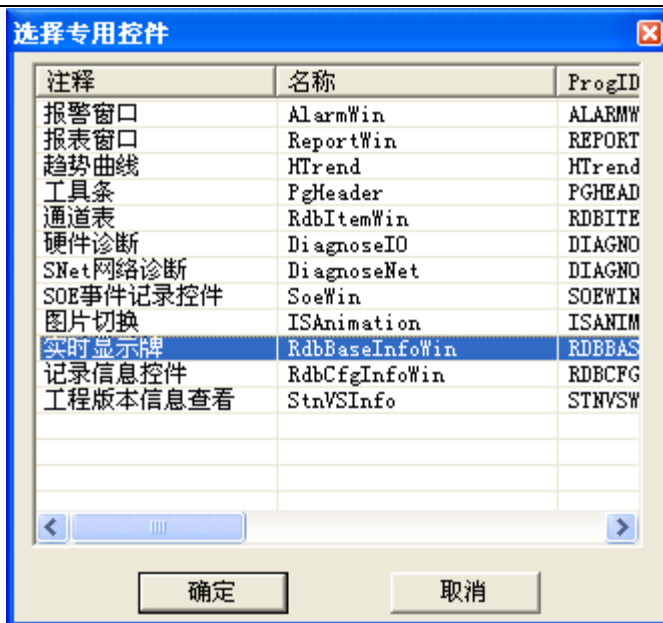 选择专用控件
注释 名称 ProgID
报警窗口 AlarmWin ALARMW
报表窗口 ReportWin REPORT
趋势曲线 HTrend HTrend
工具条 PgHeader PGHEAD
通道表 RdbItemWin RDBITE
硬件诊断 DiagnoseIO DIAGNO
SNet网络诊断 DiagnoseNet DIAGNO
SOE事件记录控件 SoeWin SOEWIN
图片切换 ISAnimation ISANIM
实时显示牌 RdbBaseInfoWin RDBBAS
记录信息控件 RdbCfgInfoWin RDBCFG
工程版本信息查看 StnVSInfo STNVSW
确定 取消